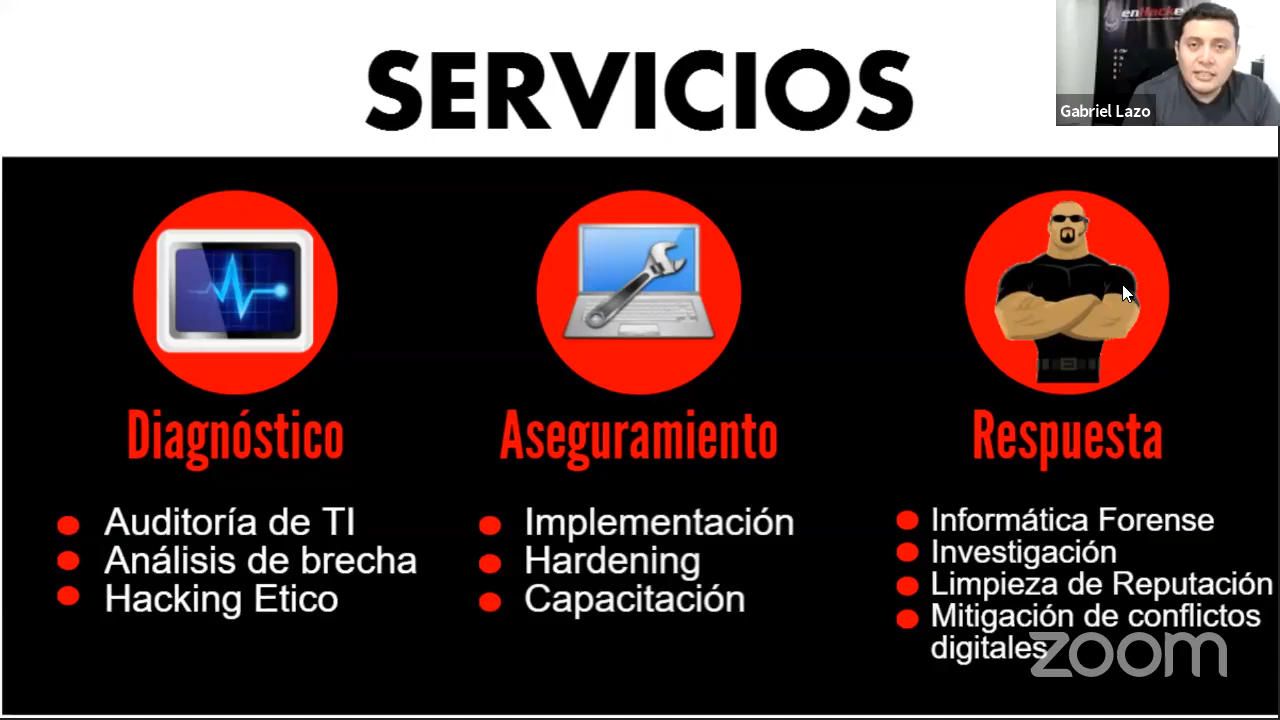 SERVICIOS
enHacke
Gabriel Lazo
Diagnóstico
Auditoría de TI
Análisis de brecha
Hacking Etico
Aseguramiento
Implementación
Hardening
Capacitación
Respuesta
Informática Forense
Investigación
Limpieza de Reputación
Mitigación de conflictos
digitales
zoom